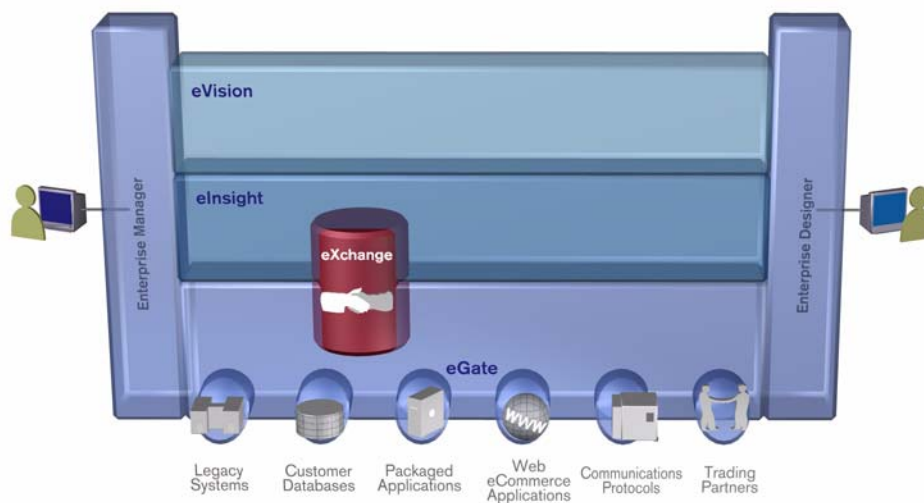 eVision
Enterprise Manager
eInsight
Enterprise Designer
eXchange
eGate
WWW
Legacy
Systems
Customer
Databases
Packaged
Applications
Web
eCommerce
Applications
Communications
Protocols
Trading
Partners